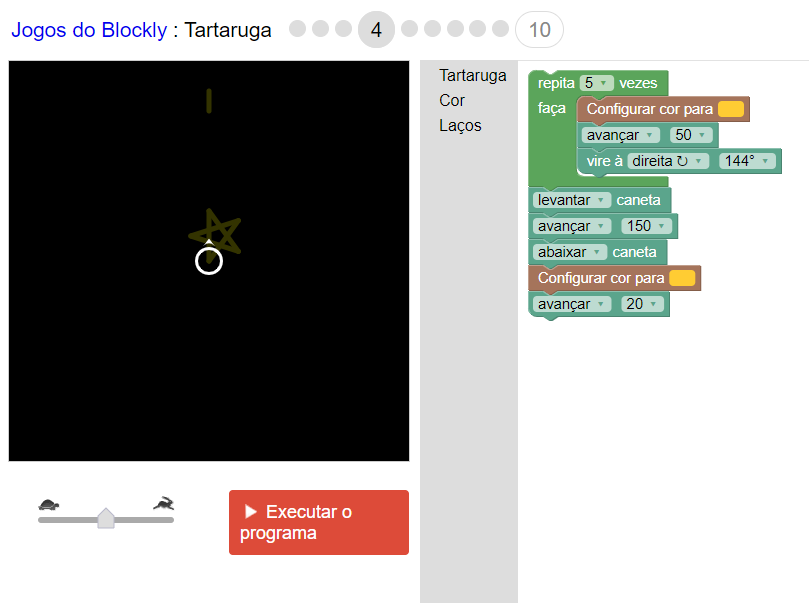 Jogos do Blockly : Tartaruga 4 10
Tartaruga
Cor
Laços
repita 5 vezes
faça Configurar cor para
avançar 50
vire à direita ↻ 144°
levantar caneta
avançar 150
abaixar caneta
Configurar cor para
avançar 20
Executar o
programa